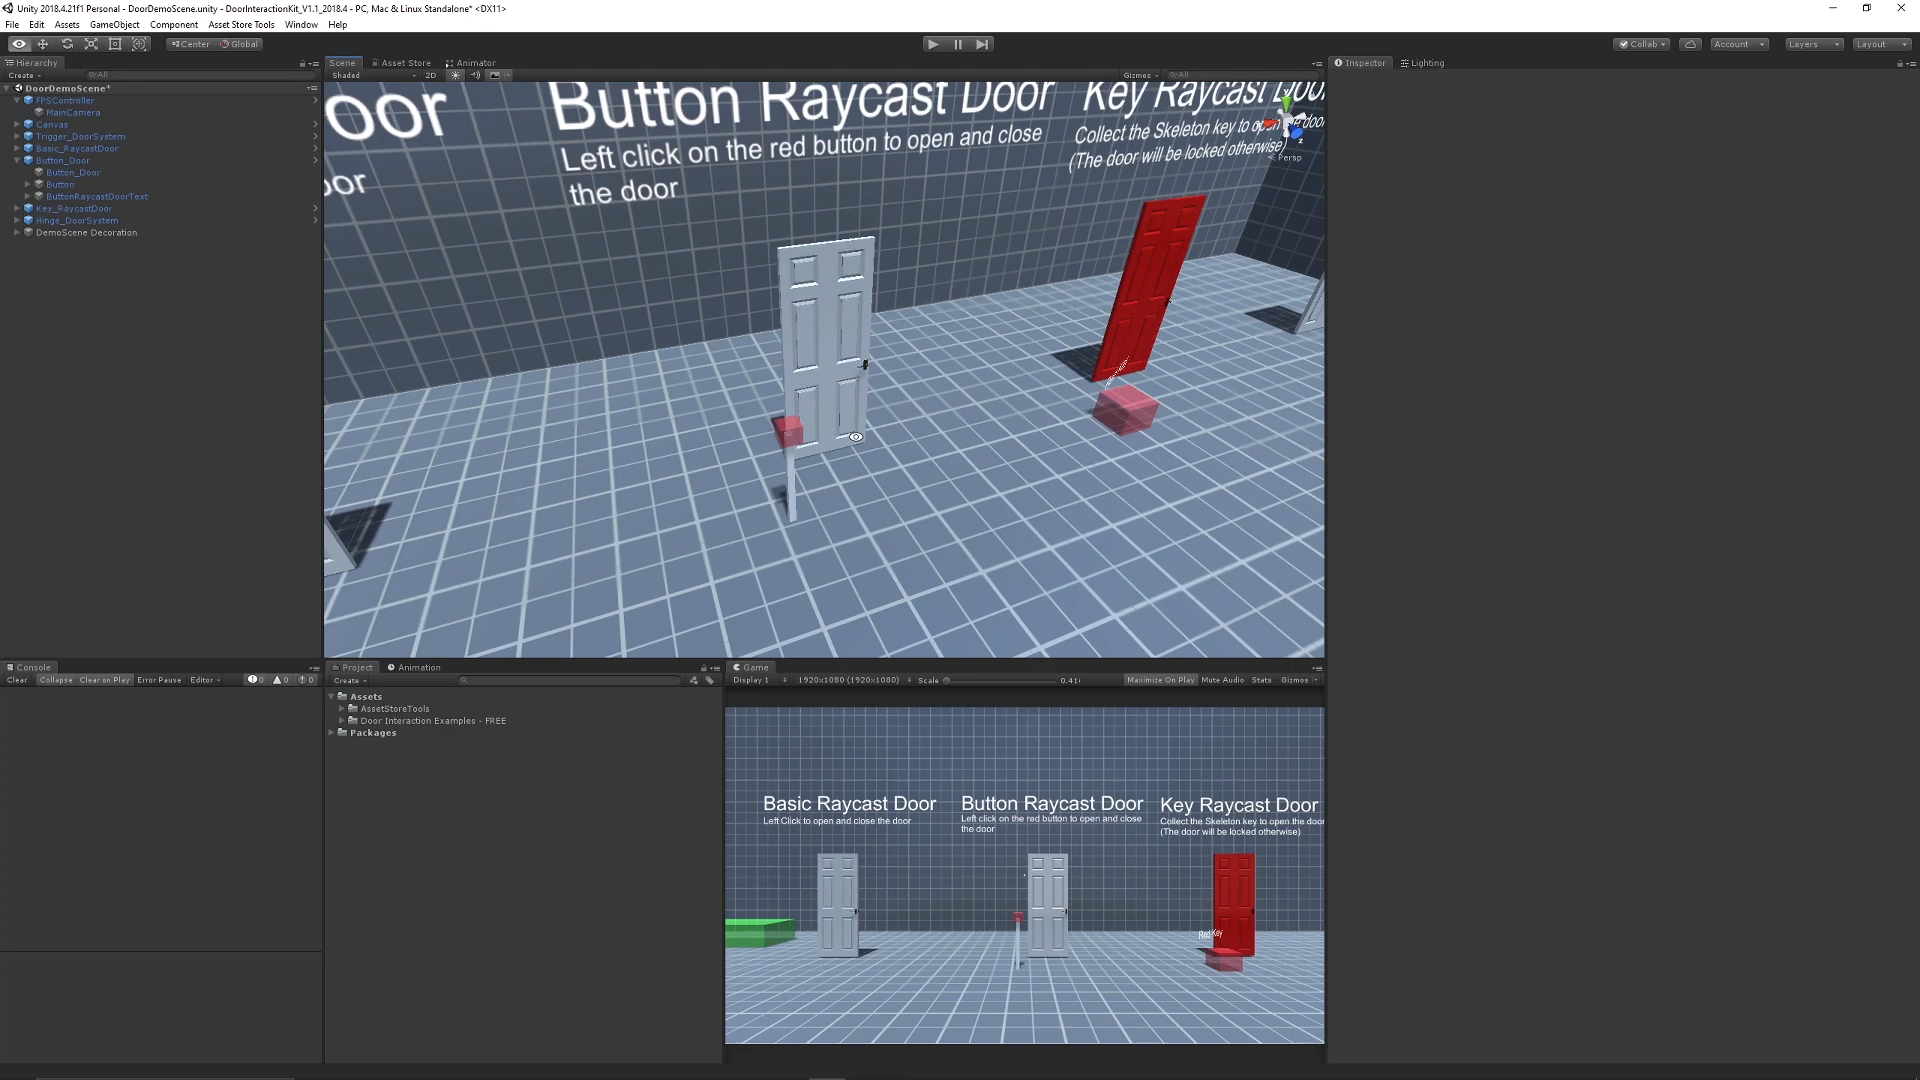 Unity 2018.4.21f1 Personal - DoorDemoScene.unity - DoorInteractionKit_V1.1_2018.4 - PC, Mac & Linux Standalone* <DX11>
File Edit Assets GameObject Component Asset Store Tools Window Help
Center Global Collab Account Layers Layout
Hierarchy
Create All
DoorDemoScene*
FPSController
MainCamera
Canvas
Trigger_DoorSystem
Basic_RaycastDoor
Button_Door
Button_Door
Button
ButtonRaycastDoorText
Key_RaycastDoor
Hinge_DoorSystem
DemoScene Decoration
Scene Asset Store Animator
Shaded 2D Gizmos All
oor
oor
Button Raycast Door
Left click on the red button to open and close
the door
Key Raycast Door
Collect the Skeleton key to open the door
(The door will be locked otherwise)
Persp
Inspector Lighting
Console
Clear Collapse Clear on Play Error Pause Editor 0 0 0
Project Animation
Create
Assets
AssetStoreTools
Door Interaction Examples - FREE
Packages
Game
Display 1 1920x1080 (1920x1080) Scale 0.41 Maximize On Play Mute Audio Stats Gizmos
Basic Raycast Door
Left Click to open and close the door
Button Raycast Door
Left click on the red button to open and close
the door
Key Raycast Door
Collect the Skeleton key to open the door
(The door will be locked otherwise)
Red Key